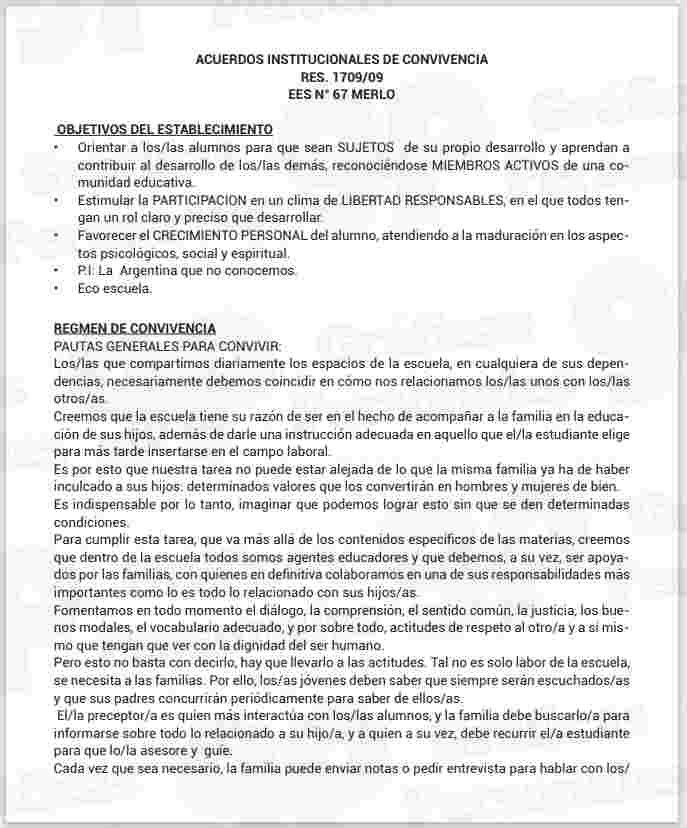 ACUERDOS INSTITUCIONALES DE CONVIVENCIA
RES. 1709/09
EES N° 67 MERLO
OBJETIVOS DEL ESTABLECIMIENTO
• Orientar a los/las alumnos para que sean SUJETOS de su propio desarrollo y aprendan a
contribuir al desarrollo de los/las demás, reconociéndose MIEMBROS ACTIVOS de una co-
munidad educativa.
• Estimular la PARTICIPACION en un clima de LIBERTAD RESPONSABLES, en el que todos ten-
gan un rol claro y preciso que desarrollar.
• Favorecer el CRECIMIENTO PERSONAL del alumno, atendiendo a la maduración en los aspec-
tos psicológicos, social y espiritual.
• P.I: La Argentina que no conocemos.
• Eco escuela.
REGMEN DE CONVIVENCIA
PAUTAS GENERALES PARA CONVIVIR:
Los/las que compartimos diariamente los espacios de la escuela, en cualquiera de sus depen-
dencias, necesariamente debemos coincidir en cómo nos relacionamos los/las unos con los/las
otros/as.
Creemos que la escuela tiene su razón de ser en el hecho de acompañar a la familia en la educa-
ción de sus hijos, además de darle una instrucción adecuada en aquello que el/la estudiante elige
para más tarde insertarse en el campo laboral.
Es por esto que nuestra tarea no puede estar alejada de lo que la misma familia ya ha de haber
inculcado a sus hijos: determinados valores que los convertirán en hombres y mujeres de bien.
Es indispensable por lo tanto, imaginar que podemos lograr esto sin que se den determinadas
condiciones.
Para cumplir esta tarea, que va más allá de los contenidos específicos de las materias, creemos
que dentro de la escuela todos somos agentes educadores y que debemos, a su vez, ser apoya-
dos por las familias, con quienes en definitiva colaboramos en una de sus responsabilidades más
importantes como lo es todo lo relacionado con sus hijos/as.
Fomentamos en todo momento el diálogo, la comprensión, el sentido común, la justicia, los bue-
nos modales, el vocabulario adecuado, y por sobre todo, actitudes de respeto al otro/a y a sí mis-
mo que tengan que ver con la dignidad del ser humano.
Pero esto no basta con decirlo, hay que llevarlo a las actitudes. Tal no es solo labor de la escuela,
se necesita a las familias. Por ello, los/as jóvenes deben saber que siempre serán escuchados/as
y que sus padres concurrirán periódicamente para saber de ellos/as.
El/la preceptor/a es quien más interactúa con los/las alumnos, y la familia debe buscarlo/a para
informarse sobre todo lo relacionado a su hijo/a, y a quien a su vez, debe recurrir el/a estudiante
para que lo/la asesore y guíe.
Cada vez que sea necesario, la familia puede enviar notas o pedir entrevista para hablar con los/